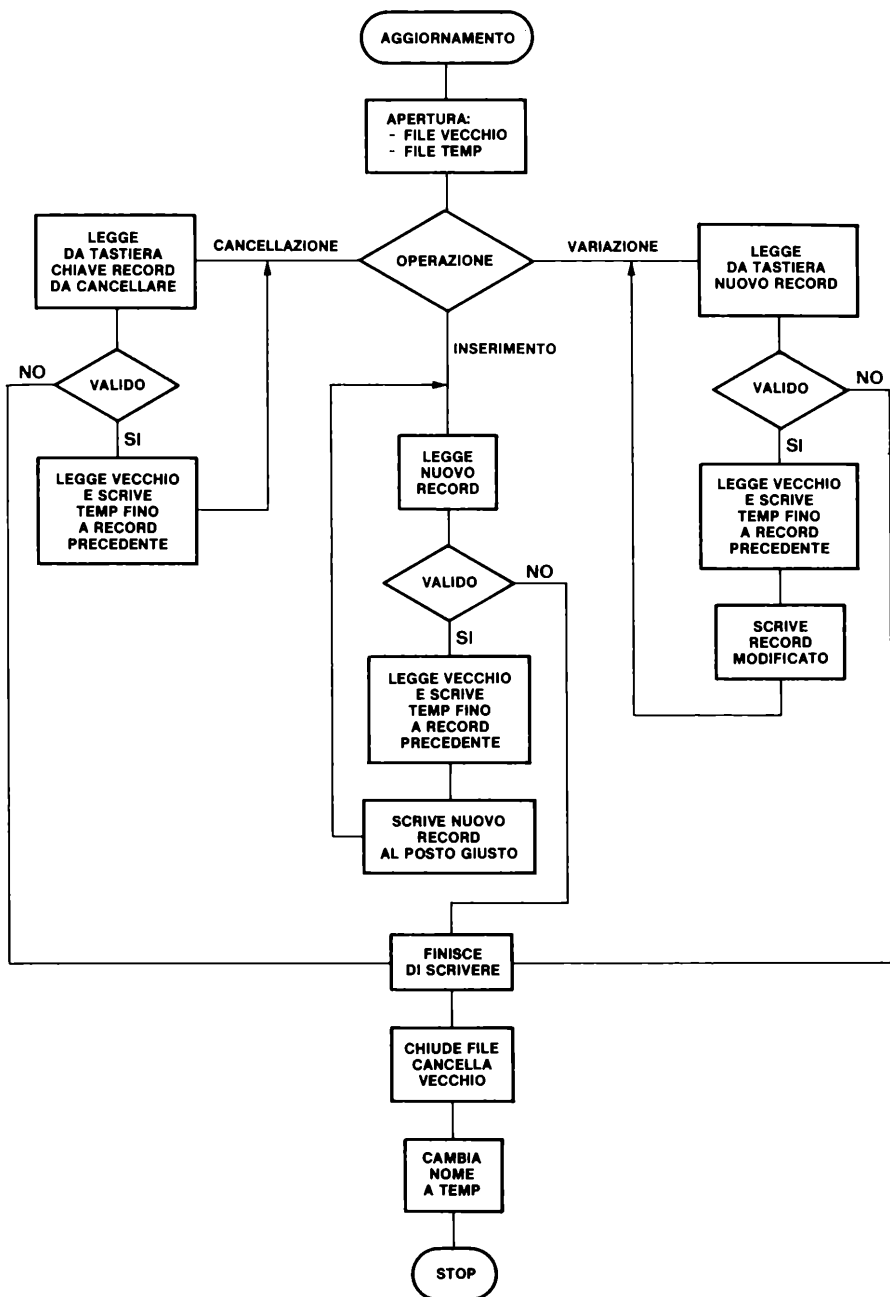 AGGIORNAMENTO
APERTURA:
- FILE VECCHIO
- FILE TEMP
OPERAZIONE
CANCELLAZIONE
LEGGE
DA TASTIERA
CHIAVE RECORD
DA CANCELLARE
VALIDO
NO
SI
LEGGE VECCHIO
E SCRIVE
TEMP FINO
A RECORD
PRECEDENTE
INSERIMENTO
LEGGE
NUOVO
RECORD
VALIDO
NO
SI
LEGGE VECCHIO
E SCRIVE
TEMP FINO
A RECORD
PRECEDENTE
SCRIVE NUOVO
RECORD
AL POSTO GIUSTO
VARIAZIONE
LEGGE
DA TASTIERA
NUOVO RECORD
VALIDO
NO
SI
LEGGE VECCHIO
E SCRIVE
TEMP FINO
A RECORD
PRECEDENTE
SCRIVE
RECORD
MODIFICATO
FINISCE
DI SCRIVERE
CHIUDE FILE
CANCELLA
VECCHIO
CAMBIA
NOME
A TEMP
STOP